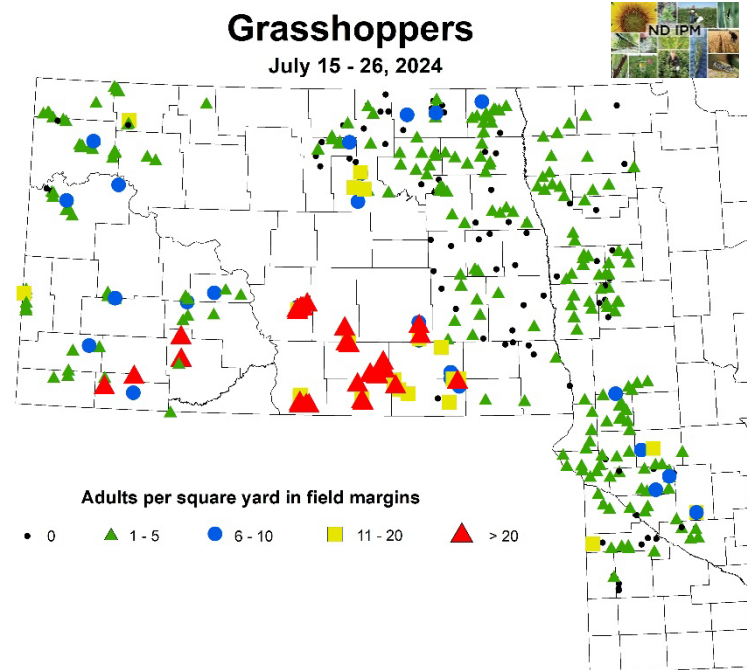 Grasshoppers
July 15 - 26, 2024
ND IPM
Adults per square yard in field margins
0
1 - 5
6 - 10
11 - 20
> 20